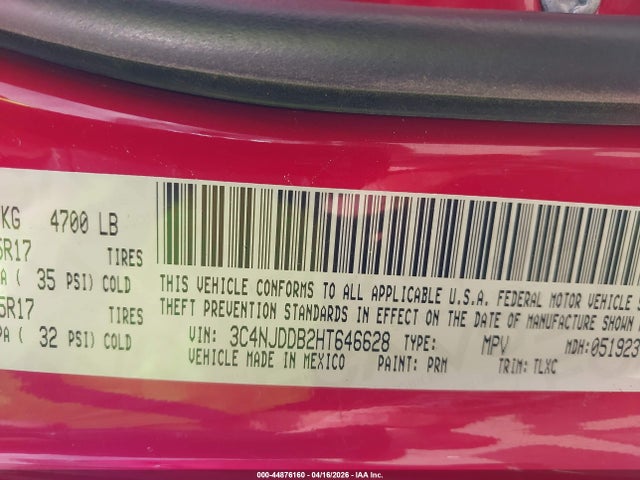 KG 4700 LB
5R17 TIRES
A ( 35 PSI) COLD
5R17 TIRES
PA ( 32 PSI) COLD
THIS VEHICLE CONFORMS TO ALL APPLICABLE U.S.A. FEDERAL MOTOR VEHICLE S
THEFT PREVENTION STANDARDS IN EFFECT ON THE DATE OF MANUFACTURE SHOWN
VIN: 3C4NJDDB2HT646628 TYPE: MPV MDH:051923
VEHICLE MADE IN MEXICO PAINT: PRM TRIM: TLXC
000-44876160 - 04/16/2026 - IAA Inc.